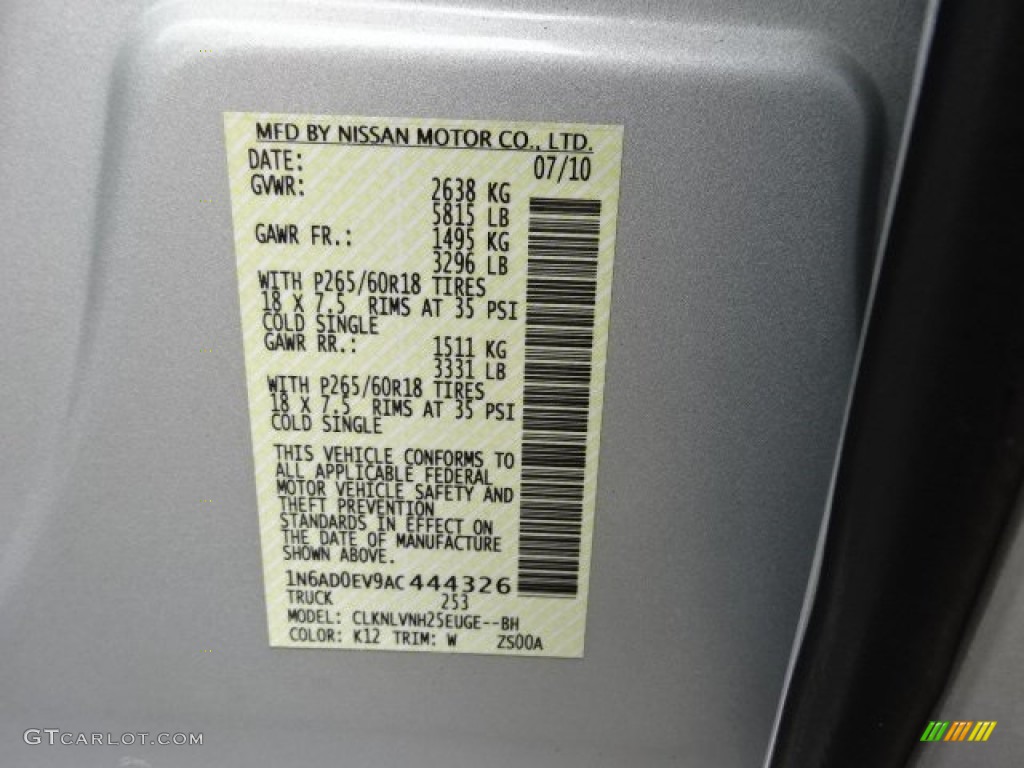 MFD BY NISSAN MOTOR CO., LTD.
DATE: 07/10
GVWR: 2638 KG
5815 LB
GAWR FR.: 1495 KG
3296 LB
WITH P265/60R18 TIRES
18 X 7.5 RIMS AT 35 PSI
COLD SINGLE
GAWR RR.: 1511 KG
3331 LB
WITH P265/60R18 TIRES
18 X 7.5 RIMS AT 35 PSI
COLD SINGLE
THIS VEHICLE CONFORMS TO
ALL APPLICABLE FEDERAL
MOTOR VEHICLE SAFETY AND
THEFT PREVENTION
STANDARDS IN EFFECT ON
THE DATE OF MANUFACTURE
SHOWN ABOVE.
1N6AD0EV9AC 444326
TRUCK 253
MODEL: CLKNLVNH25EUGE--BH
COLOR: K12 TRIM: W ZS00A
GTCARLOT.COM